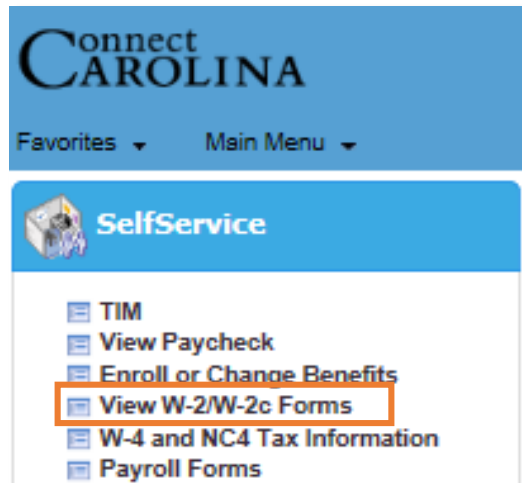 Connect
CAROLINA
Favorites
Main Menu
SelfService
TIM
View Paycheck
Enroll or Change Benefits
View W-2/W-2c Forms
W-4 and NC4 Tax Information
Payroll Forms